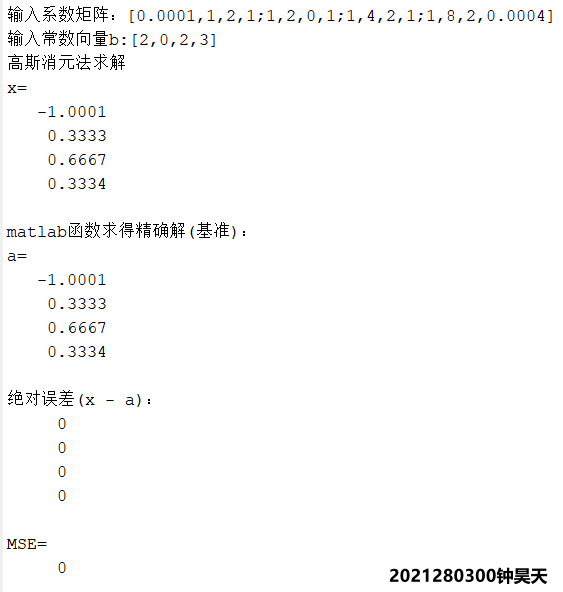 输入系数矩阵：[0.0001,1,2,1;1,2,0,1;1,4,2,1;1,8,2,0.0004]
输入常数向量b:[2,0,2,3]
高斯消元法求解
x=
-1.0001
0.3333
0.6667
0.3334
matlab函数求得精确解(基准):
a=
-1.0001
0.3333
0.6667
0.3334
绝对误差(x - a):
0
0
0
0
MSE=
0
2021280300钟昊天